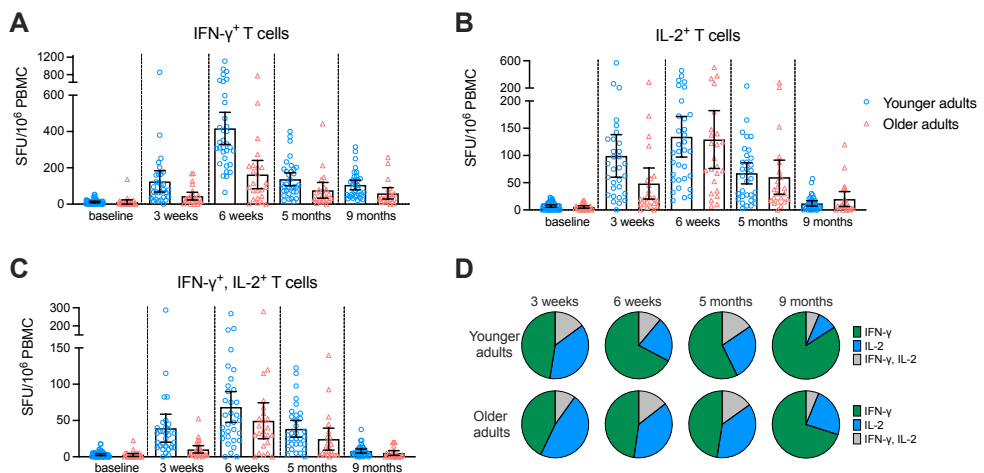 A
IFN-γ⁺ T cells
SFU/10⁶ PBMC
1200
800
400
200
0
baseline
3 weeks
6 weeks
5 months
9 months
B
IL-2⁺ T cells
SFU/10⁶ PBMC
600
400
200
150
100
50
0
baseline
3 weeks
6 weeks
5 months
9 months
Younger adults
Older adults
C
IFN-γ⁺, IL-2⁺ T cells
SFU/10⁶ PBMC
300
200
150
100
50
0
baseline
3 weeks
6 weeks
5 months
9 months
D
3 weeks
6 weeks
5 months
9 months
Younger
adults
IFN-γ
IL-2
IFN-γ, IL-2
Older
adults
IFN-γ
IL-2
IFN-γ, IL-2